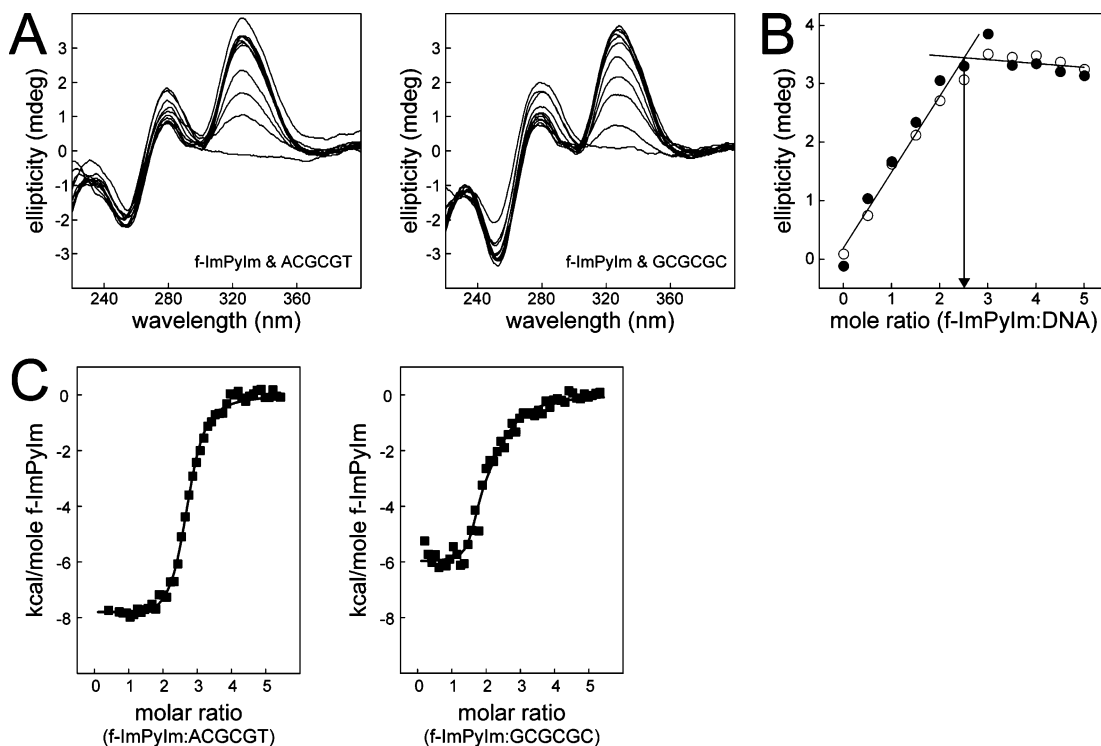 A
ellipticity (mdeg)
3
2
1
0
-1
-2
-3
f-ImPyIm & ACGCGT
240 280 320 360
wavelength (nm)
ellipticity (mdeg)
3
2
1
0
-1
-2
-3
f-ImPyIm & GCGCGC
240 280 320 360
wavelength (nm)
B
ellipticity (mdeg)
4
3
2
1
0
0 1 2 3 4 5
mole ratio (f-ImPyIm:DNA)
C
kcal/mole f-ImPyIm
0
-2
-4
-6
-8
0 1 2 3 4 5
molar ratio
(f-ImPyIm:ACGCGT)
kcal/mole f-ImPyIm
0
-2
-4
-6
-8
0 1 2 3 4 5
molar ratio
(f-ImPyIm:GCGCGC)